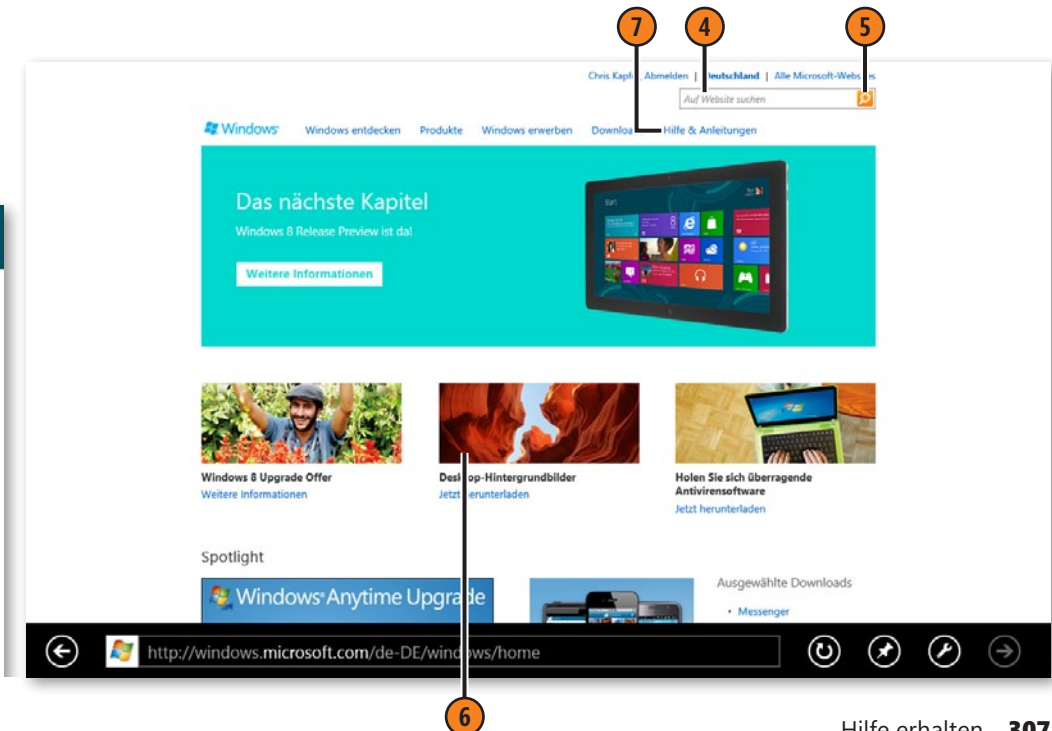 7 4 5
Chris Kapf , Abmelden | Deutschland | Alle Microsoft-Websites
Auf Website suchen
Windows Windows entdecken Produkte Windows erwerben Downloa Hilfe & Anleitungen
Das nächste Kapitel
Windows 8 Release Preview ist da!
Weitere Informationen
Start
Windows 8 Upgrade Offer
Weitere Informationen
Desktop-Hintergrundbilder
Jetzt herunterladen
Holen Sie sich überragende
Antivirensoftware
Jetzt herunterladen
Spotlight
Windows Anytime Upgrade
Ausgewählte Downloads
• Messenger
http://windows.microsoft.com/de-DE/windows/home
6
Hilfe erhalten 307